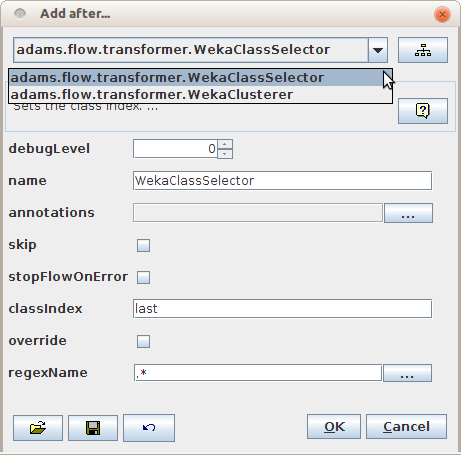 Add after...
adams.flow.transformer.WekaClassSelector
adams.flow.transformer.WekaClassSelector
adams.flow.transformer.WekaClusterer
Sets the class index. ...
debugLevel 0
name WekaClassSelector
annotations ...
skip
stopFlowOnError
classIndex last
override
regexName .* ...
OK Cancel